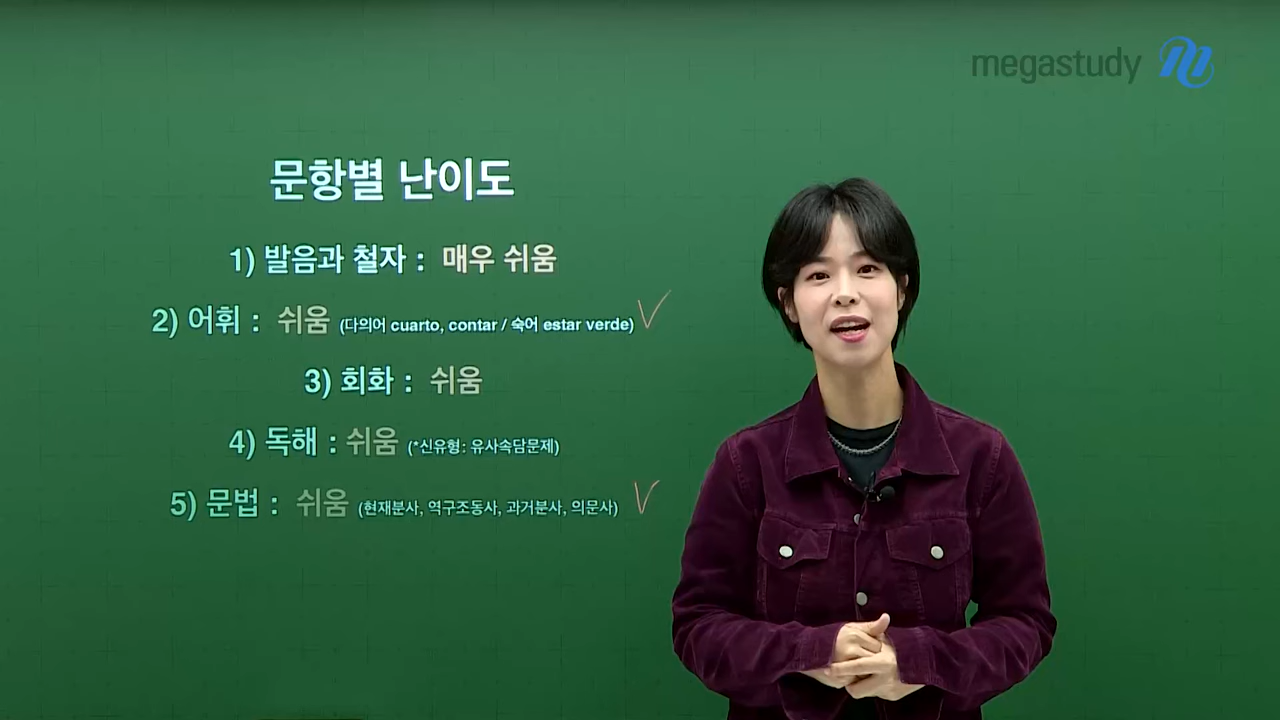 megastudy
문항별 난이도
1) 발음과 철자 : 매우 쉬움
2) 어휘 : 쉬움 (다의어 cuarto, contar / 숙어 estar verde)
3) 회화 : 쉬움
4) 독해 : 쉬움 (*신유형: 유사속담문제)
5) 문법 : 쉬움 (현재분사, 역구조동사, 과거분사, 의문사)